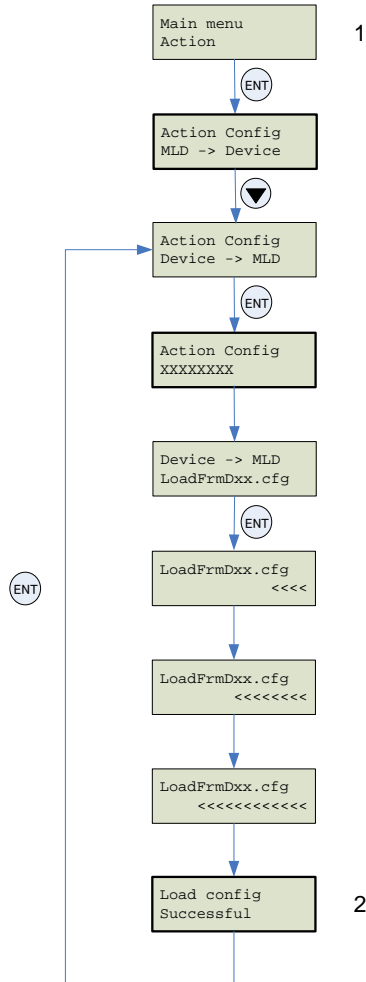 Main menu
Action
1
ENT
Action Config
MLD -> Device
Action Config
Device -> MLD
ENT
Action Config
XXXXXXXX
Device -> MLD
LoadFrmDxx.cfg
ENT
LoadFrmDxx.cfg
<<<<
ENT
LoadFrmDxx.cfg
<<<<<<<<
LoadFrmDxx.cfg
<<<<<<<<<<<<
Load config
Successful
2